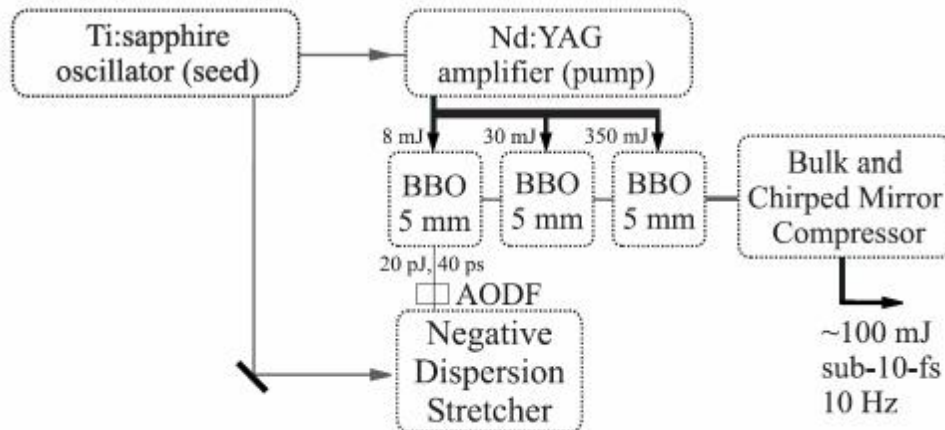 Ti:sapphire
oscillator (seed)
Nd:YAG
amplifier (pump)
8 mJ
30 mJ
350 mJ
BBO
5 mm
BBO
5 mm
BBO
5 mm
Bulk and
Chirped Mirror
Compressor
20 pJ, 40 ps
AODF
Negative
Dispersion
Stretcher
~100 mJ
sub-10-fs
10 Hz